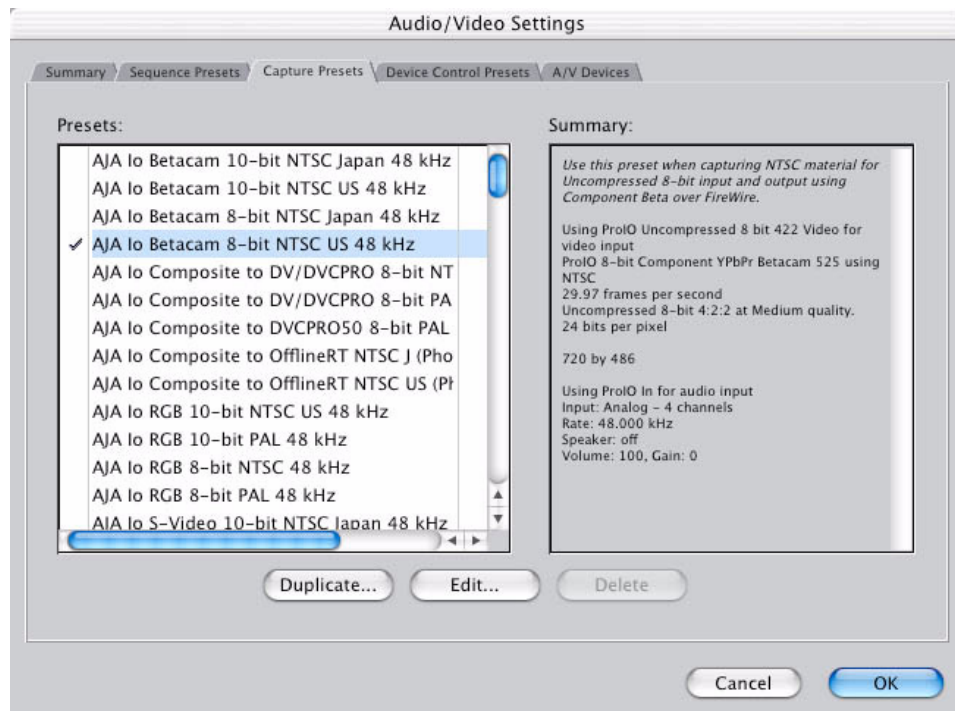 Audio/Video Settings
Summary
Sequence Presets
Capture Presets
Device Control Presets
A/V Devices
Presets:
AJA Io Betacam 10-bit NTSC Japan 48 kHz
AJA Io Betacam 10-bit NTSC US 48 kHz
AJA Io Betacam 8-bit NTSC Japan 48 kHz
AJA Io Betacam 8-bit NTSC US 48 kHz
AJA Io Composite to DV/DVCPRO 8-bit NT
AJA Io Composite to DV/DVCPRO 8-bit PA
AJA Io Composite to DVCPRO50 8-bit PAL
AJA Io Composite to OfflineRT NTSC J (Pho
AJA Io Composite to OfflineRT NTSC US (Ph
AJA Io RGB 10-bit NTSC US 48 kHz
AJA Io RGB 10-bit PAL 48 kHz
AJA Io RGB 8-bit NTSC 48 kHz
AJA Io RGB 8-bit PAL 48 kHz
AJA Io S-Video 10-bit NTSC Japan 48 kHz
Summary:
Use this preset when capturing NTSC material for
Uncompressed 8-bit input and output using
Component Beta over FireWire.
Using ProIO Uncompressed 8 bit 422 Video for
video input
ProIO 8-bit Component YPbPr Betacam 525 using
NTSC
29.97 frames per second
Uncompressed 8-bit 4:2:2 at Medium quality.
24 bits per pixel
720 by 486
Using ProIO In for audio input
Input: Analog - 4 channels
Rate: 48.000 kHz
Speaker: off
Volume: 100, Gain: 0
Duplicate...
Edit...
Delete
Cancel
OK